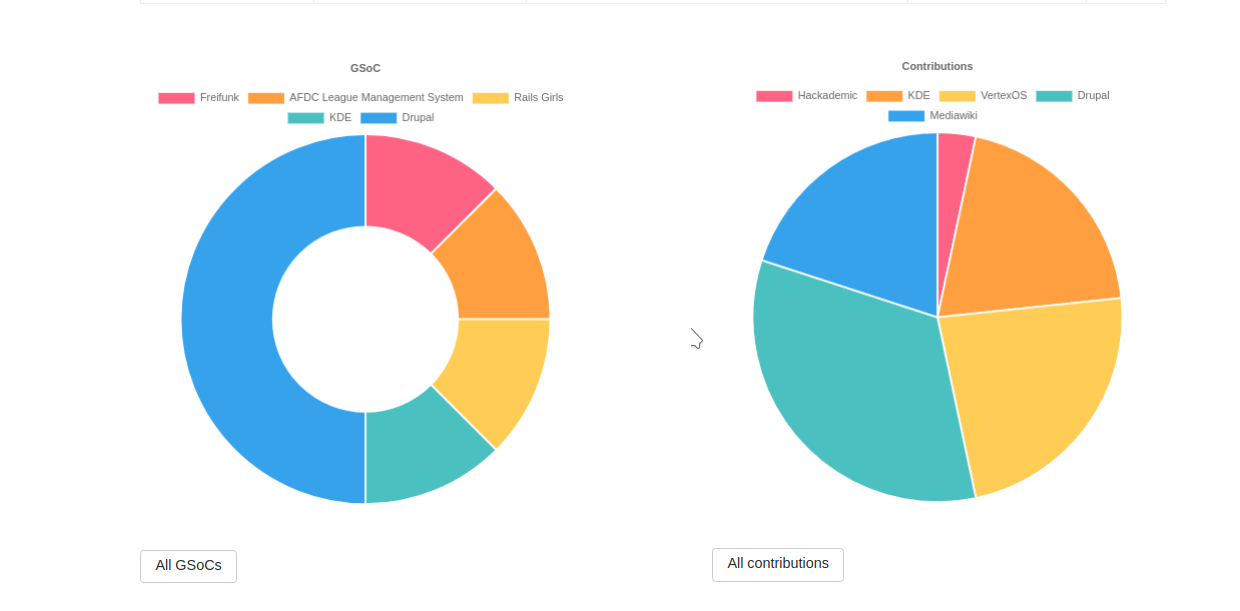 GSoC
Freifunk AFDC League Management System Rails Girls
KDE Drupal
All GSoCs
Contributions
Hackademic KDE VertexOS Drupal
Mediawiki
All contributions